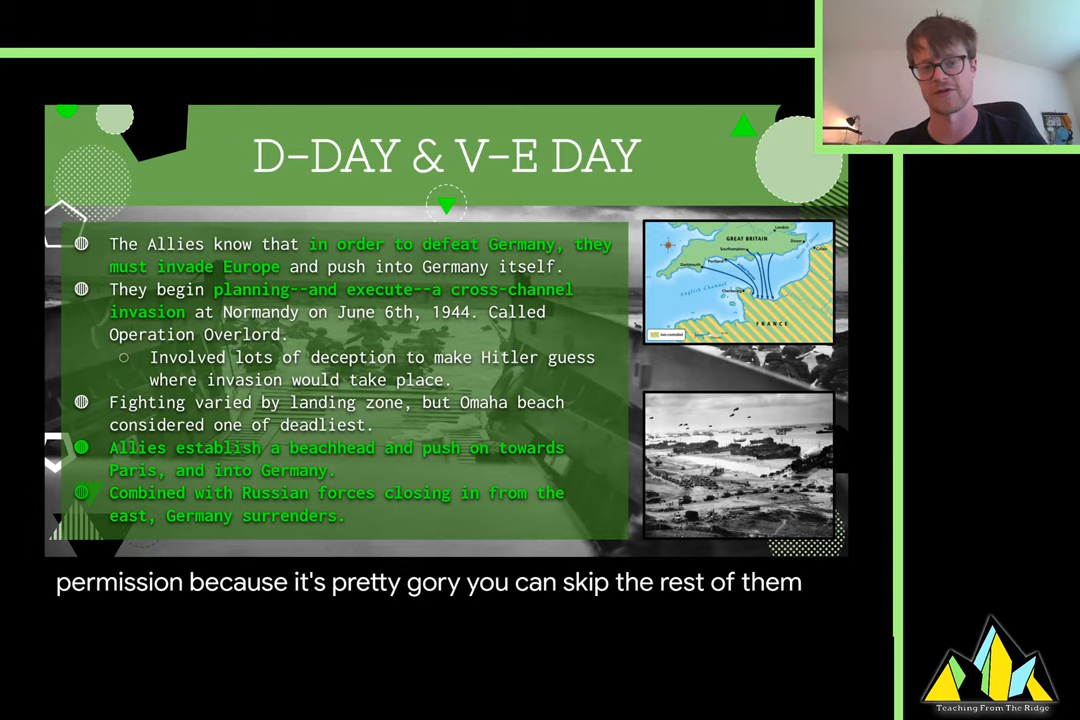 D-DAY & V-E DAY
The Allies know that in order to defeat Germany, they
must invade Europe and push into Germany itself.
They begin planning--and execute--a cross-channel
invasion at Normandy on June 6th, 1944. Called
Operation Overlord.
Involved lots of deception to make Hitler guess
where invasion would take place.
Fighting varied by landing zone, but Omaha beach
considered one of deadliest.
Allies establish a beachhead and push on towards
Paris, and into Germany.
Combined with Russian forces closing in from the
east, Germany surrenders.
London
GREAT BRITAIN
Dover
Southampton
Calais
Portland
Dartmouth
English Channel
Cherbourg
FRANCE
Axis-controlled
permission because it's pretty gory you can skip the rest of them
Teaching From The Ridge